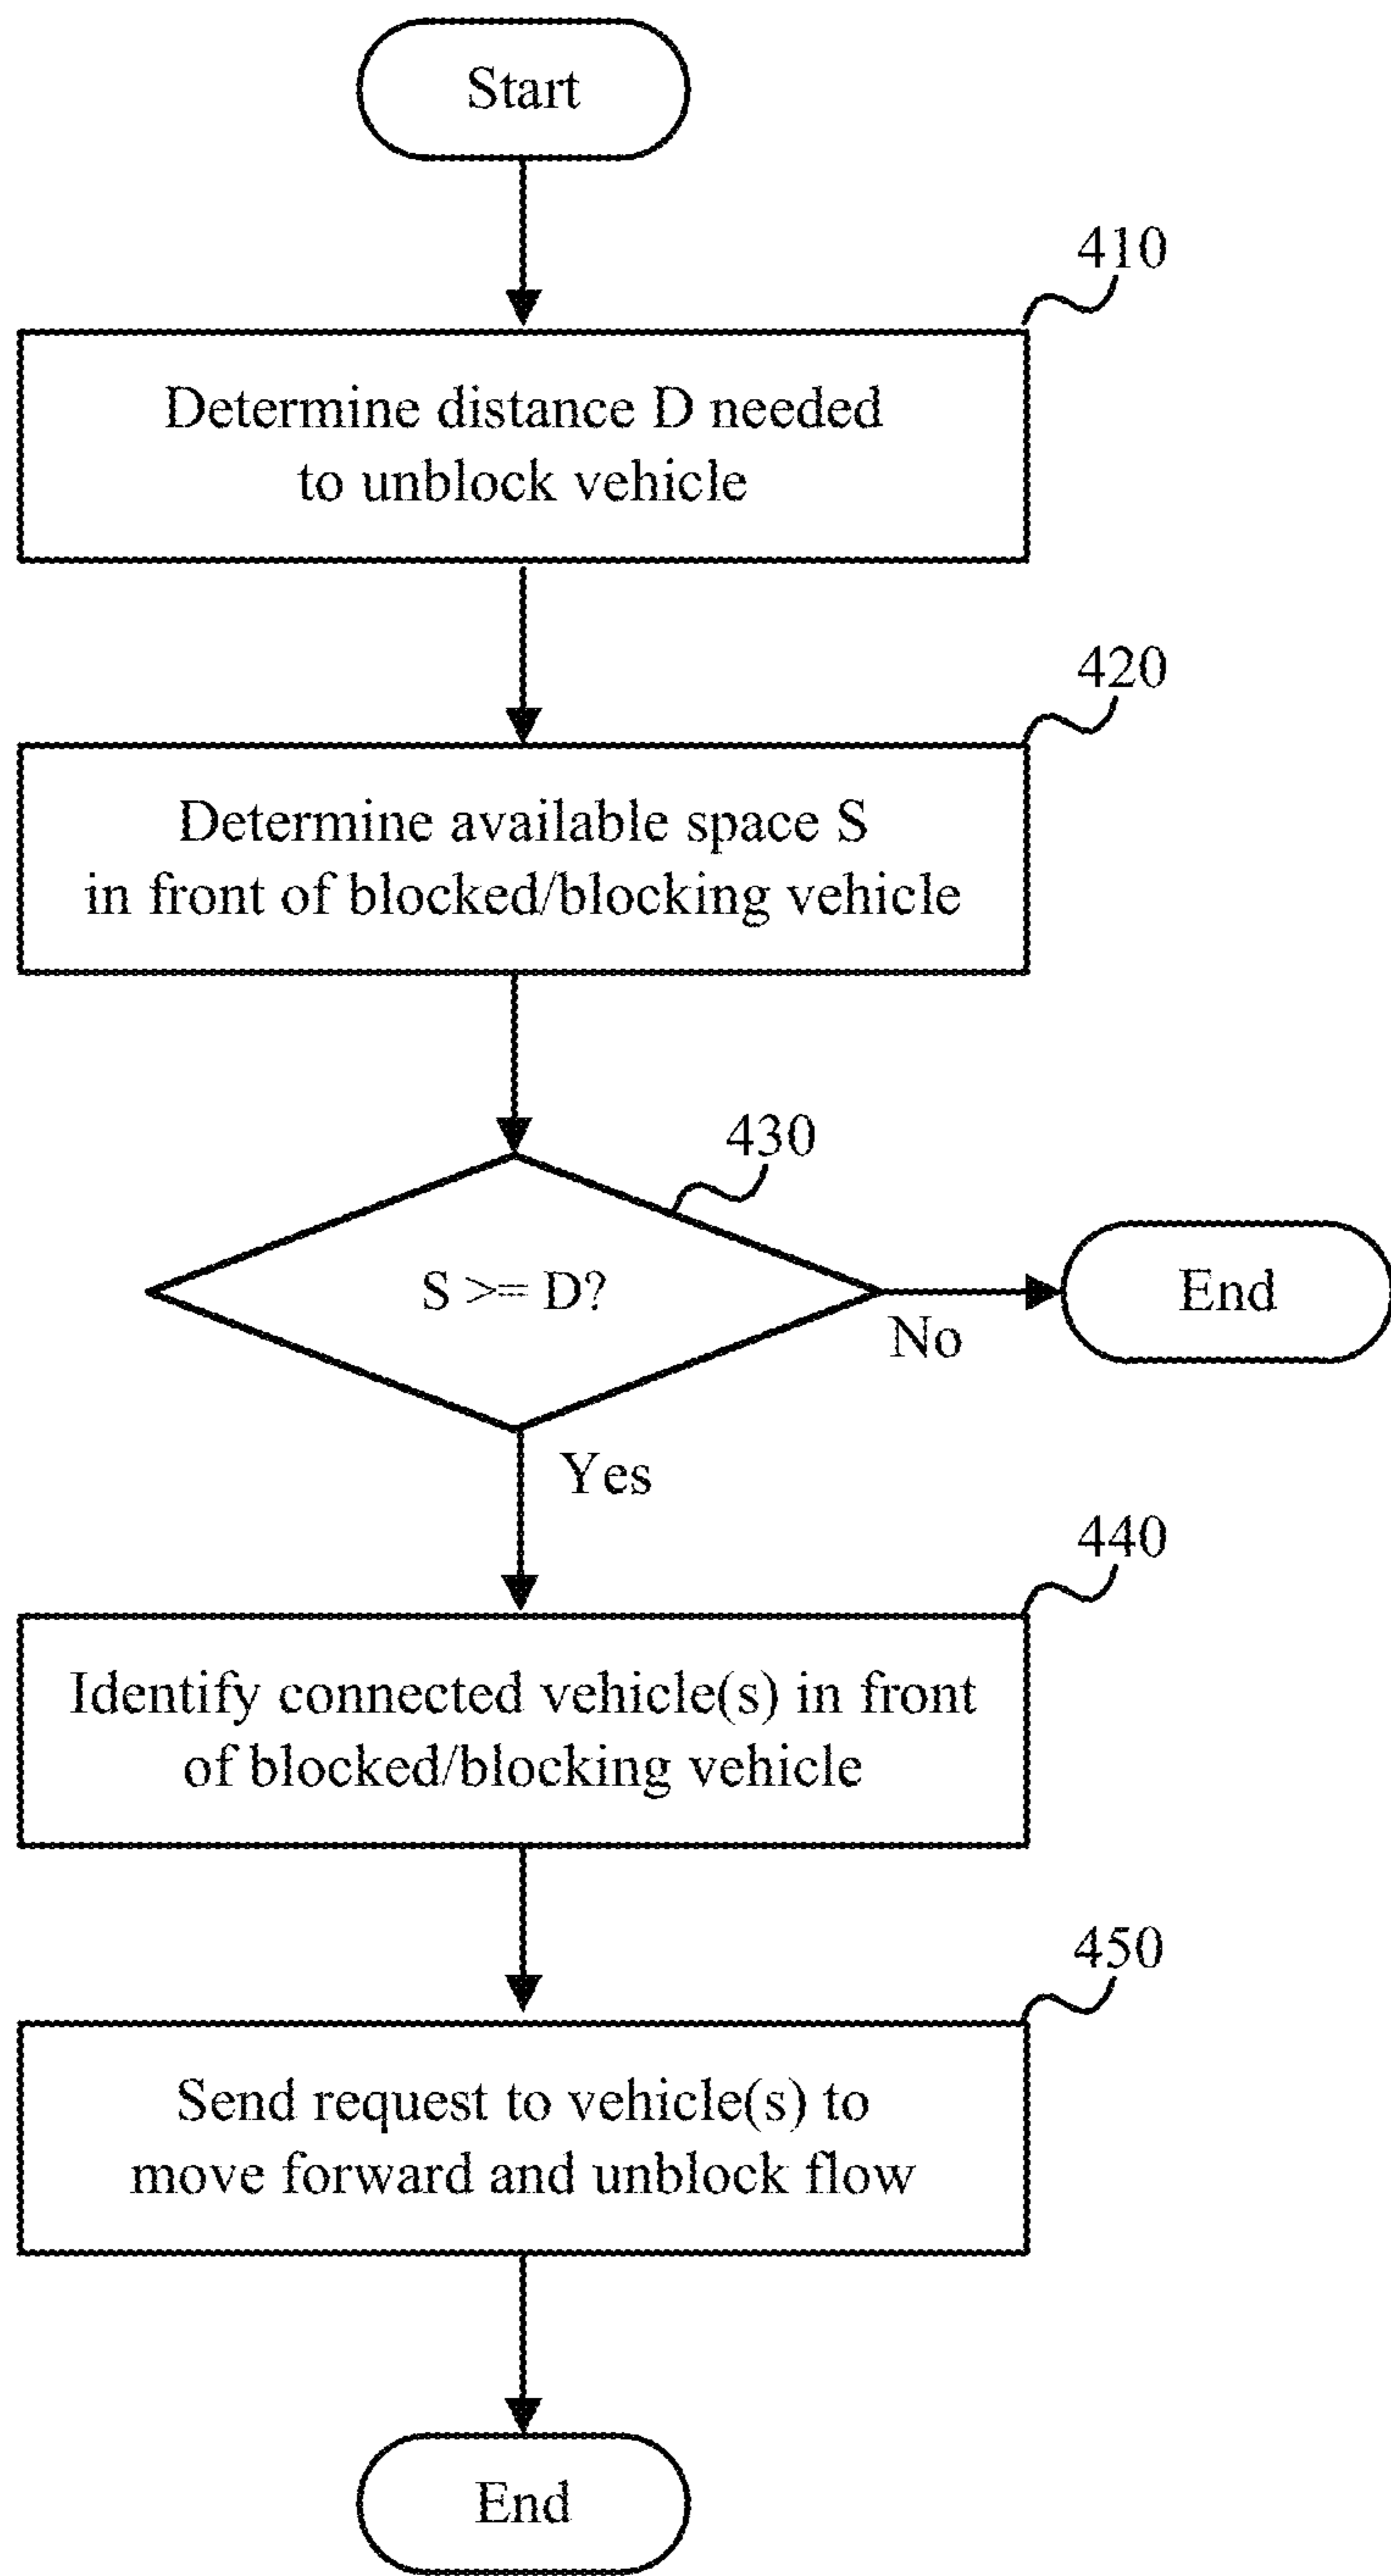 Start
410
Determine distance D needed
to unblock vehicle
420
Determine available space S
in front of blocked/blocking vehicle
430
S >= D?
No
End
Yes
440
Identify connected vehicle(s) in front
of blocked/blocking vehicle
450
Send request to vehicle(s) to
move forward and unblock flow
End